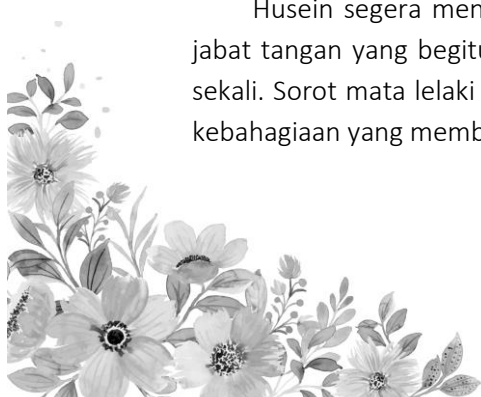 Husein segera men
jabat tangan yang begitu
sekali. Sorot mata lelaki
kebahagiaan yang memb